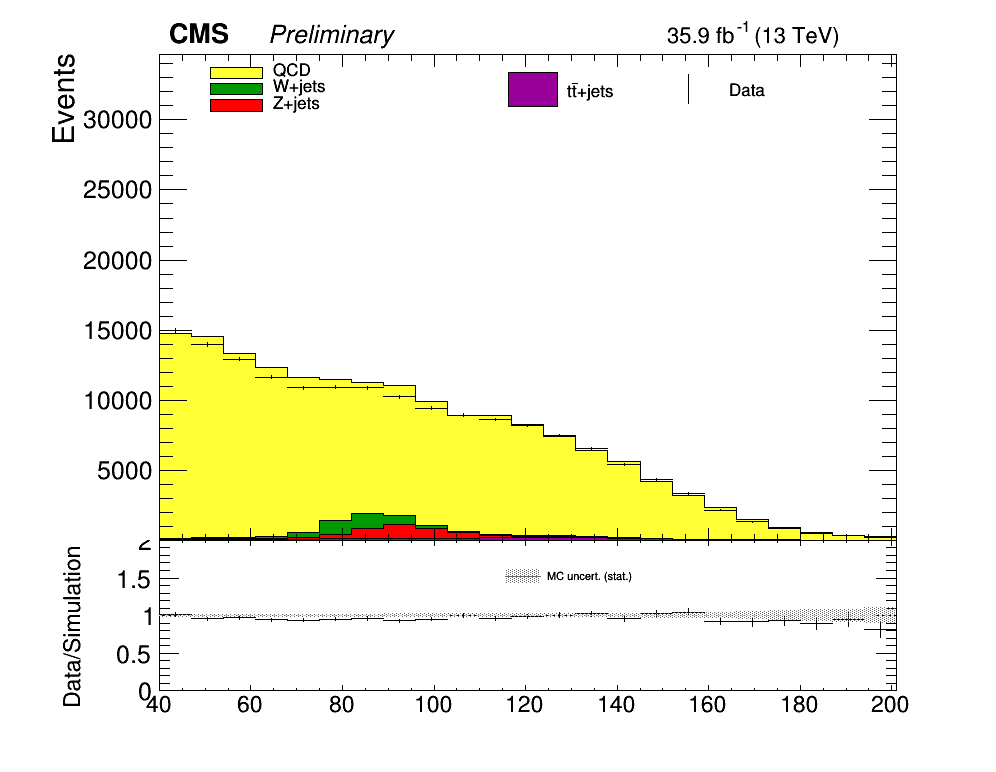 CMS Preliminary 35.9 fb⁻¹ (13 TeV)
Events
QCD
W+jets
Z+jets
tt̄+jets
Data
30000
25000
20000
15000
10000
5000
Data/Simulation
2
1.5
1
0.5
0
MC uncert. (stat.)
40 60 80 100 120 140 160 180 200